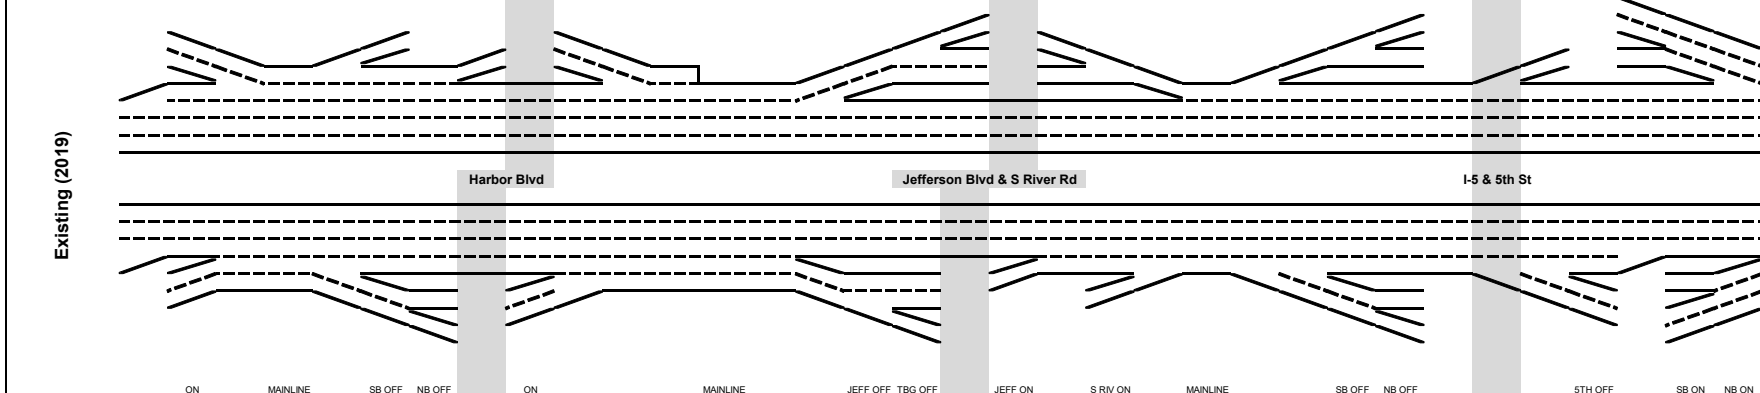 Existing (2019)
Harbor Blvd
Jefferson Blvd & S River Rd
I-5 & 5th St
ON
MAINLINE
SB OFF
NB OFF
ON
MAINLINE
JEFF OFF
TBG OFF
JEFF ON
S RIV ON
MAINLINE
SB OFF
NB OFF
5TH OFF
SB ON
NB ON